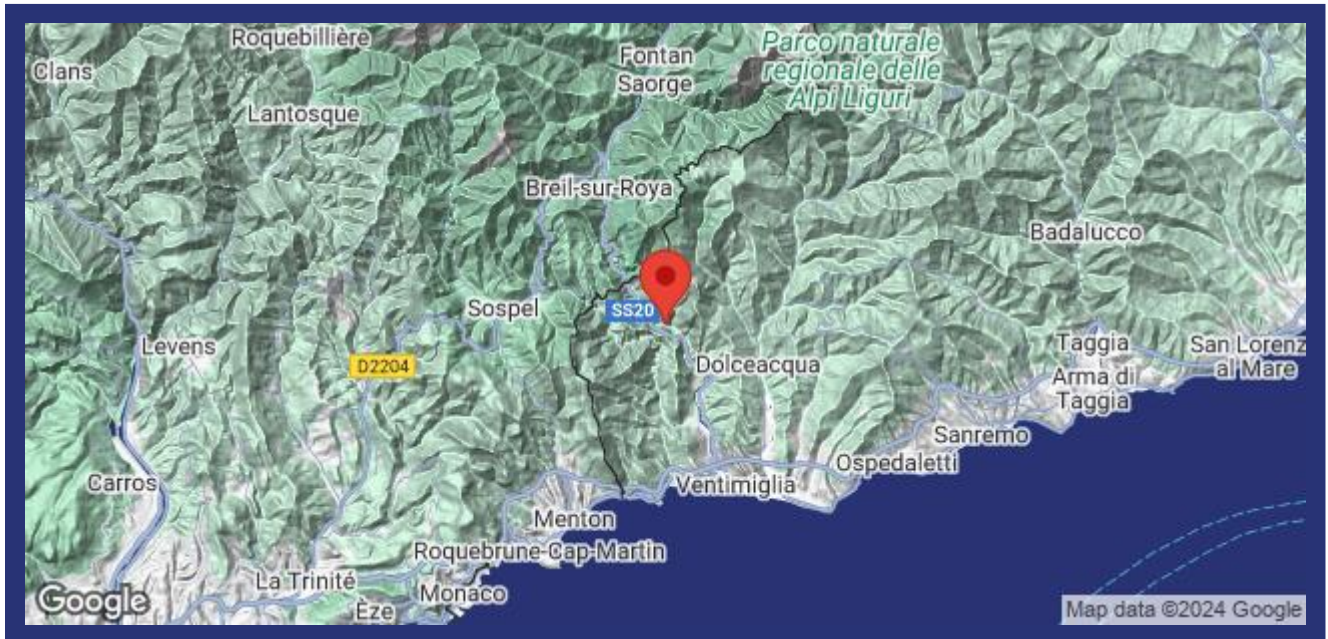 Roquebillière
Clans
Lantosque
Fontan
Saorge
Parco naturale
regionale delle
Alpi Liguri
Breil-sur-Roya
Badalucco
Sospel
SS20
Levens
D2204
Dolceacqua
Taggia
San Lorenz
al Mare
Arma di
Taggia
Sanremo
Ospedaletti
Carros
Ventimiglia
Menton
Roquebrune-Cap-Martin
La Trinité
Monaco
Èze
Google
Map data ©2024 Google